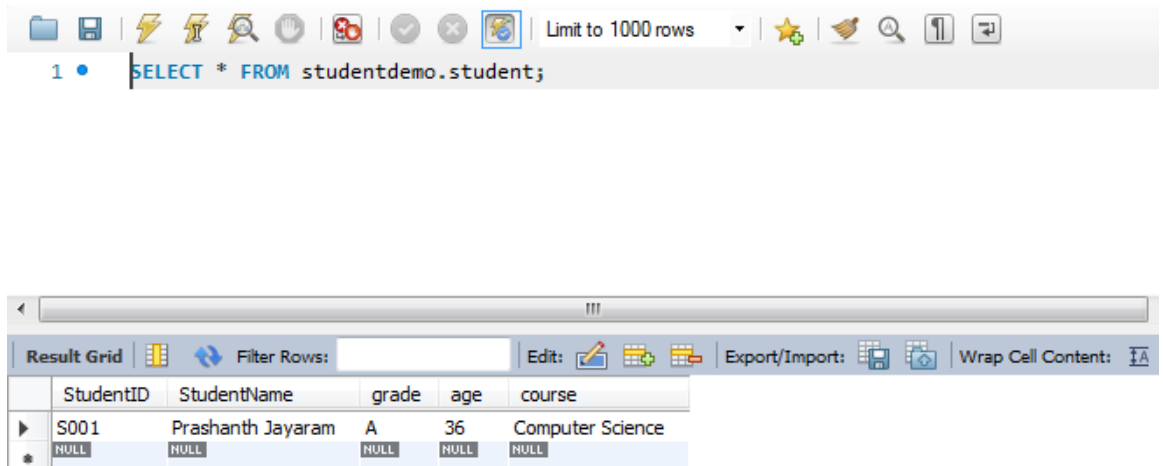 Limit to 1000 rows
1 SELECT * FROM studentdemo.student;
Result Grid Filter Rows: Edit: Export/Import: Wrap Cell Content: IA
StudentID StudentName grade age course
S001 Prashanth Jayaram A 36 Computer Science
NULL NULL NULL NULL NULL